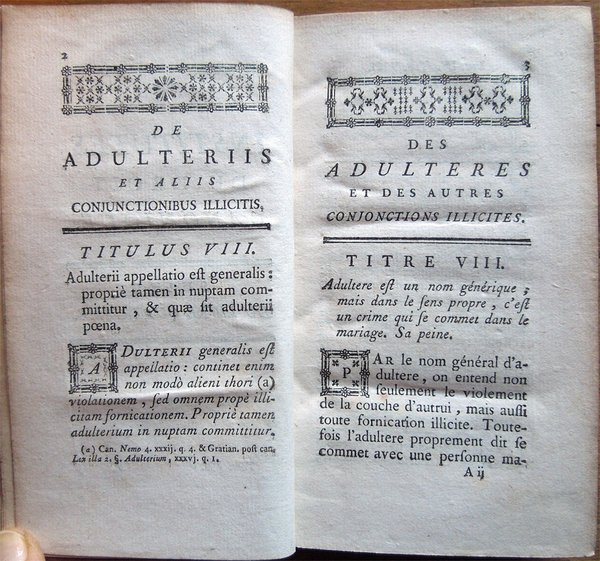 2
DE
ADULTERIIS
ET ALIIS
CONJUNCTIONIBUS ILLICITIS,
TITULUS VIII.
Adulterii appellatio eſt generalis :
propriè tamen in nuptam com-
mittitur , & quæ ſit adulterii
pœna.
ADULTERII generalis eſt
appellatio : continet enim
non modò alieni thori (a)
violationem , ſed omnem propè illi-
citam fornicationem. Propriè tamen
adulterium in nuptam committitur.
(a) Can. Nemo 4. xxxij. q. 4. & Gratian. poſt can.
Lex illa 2. §. Adulterium, xxxvj. q. 1.
3
DES
ADULTERES
ET DES AUTRES
CONJONCTIONS ILLICITES.
TITRE VIII.
Adultere eſt un nom générique ;
mais dans le ſens propre , c'eſt
un crime qui ſe commet dans le
mariage. Sa peine.
PAR le nom général d'a-
dultere , on entend non
ſeulement le violement
de la couche d'autrui, mais auſſi
toute fornication illicite. Toute-
fois l'adultere proprement dit ſe
commet avec une perſonne ma-
A ij